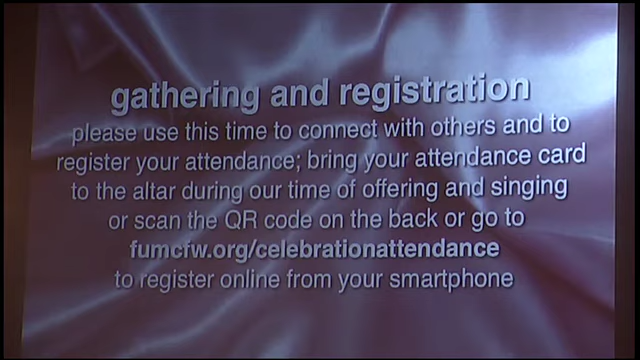 gathering and registration
please use this time to connect with others and to
register your attendance; bring your attendance card
to the altar during our time of offering and singing
or scan the QR code on the back or go to
fumcfw.org/celebrationattendance
to register online from your smartphone